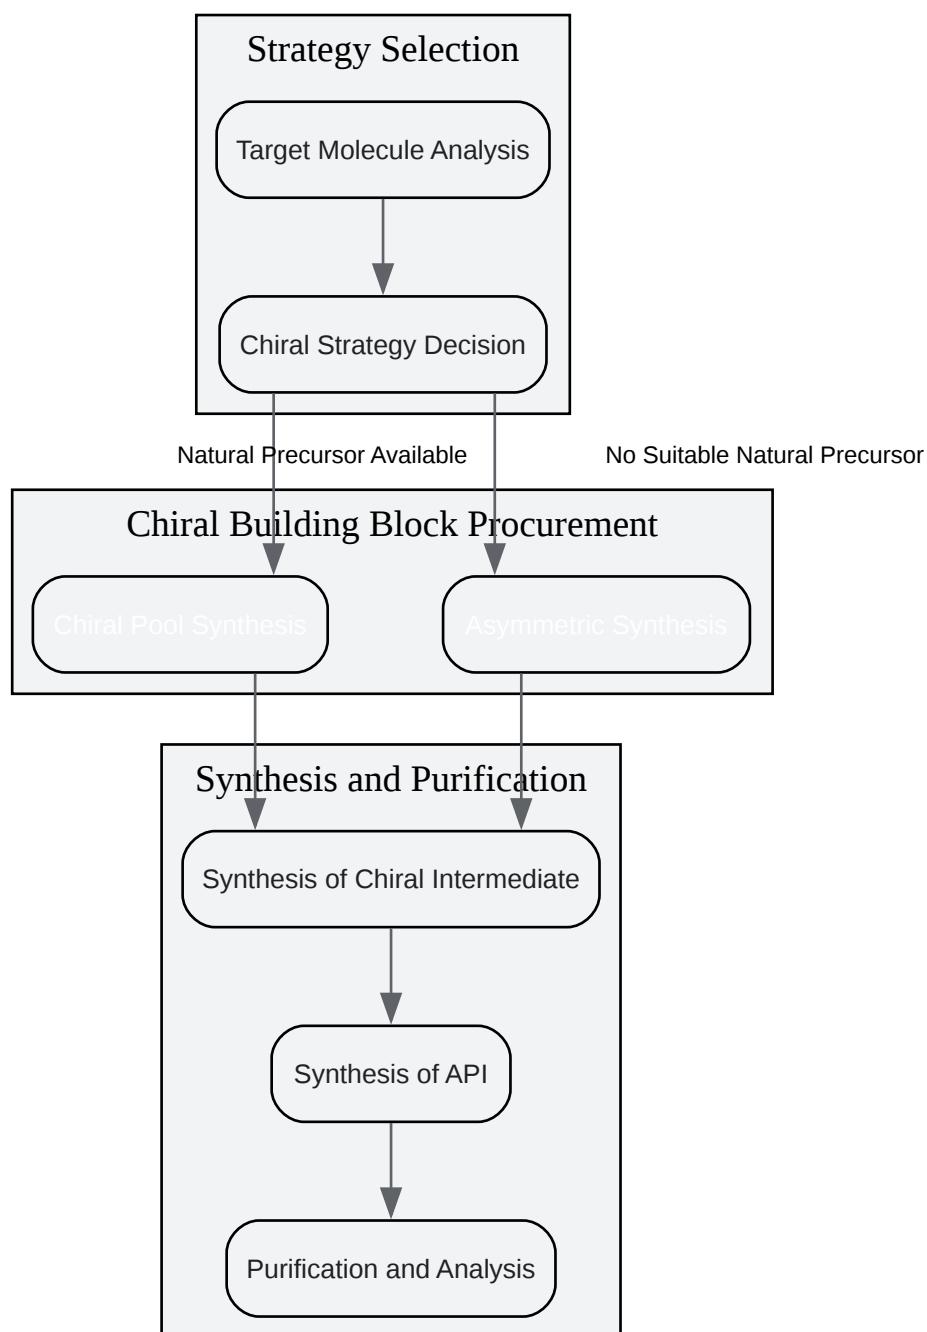 Strategy Selection
Target Molecule Analysis
Chiral Strategy Decision
Natural Precursor Available
No Suitable Natural Precursor
Chiral Building Block Procurement
Chiral Pool Synthesis
Asymmetric Synthesis
Synthesis and Purification
Synthesis of Chiral Intermediate
Synthesis of API
Purification and Analysis